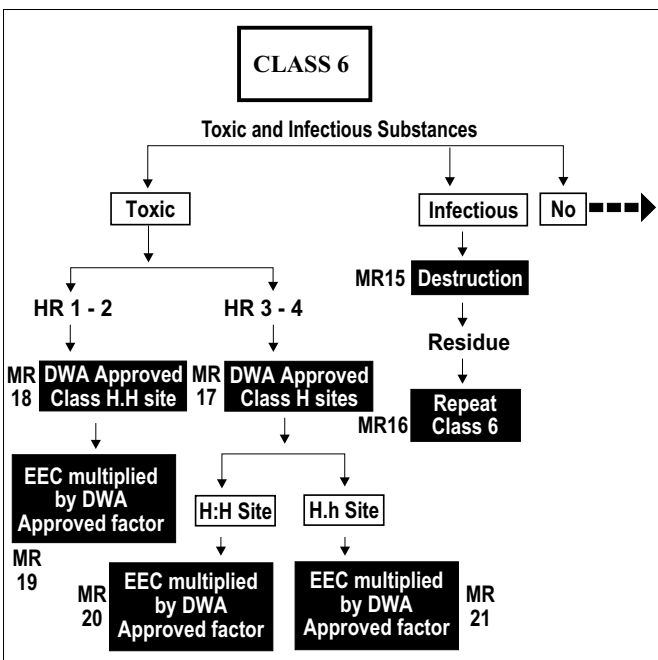 CLASS 6
Toxic and Infectious Substances
Toxic
Infectious
No
MR15
Destruction
HR 1 - 2
HR 3 - 4
Residue
MR
18
DWA Approved
Class H.H site
MR
17
DWA Approved
Class H sites
MR16
Repeat
Class 6
EEC multiplied
by DWA
Approved factor
MR
19
H:H Site
H.h Site
MR
20
EEC multiplied
by DWA
Approved factor
EEC multiplied
by DWA
Approved factor
MR
21